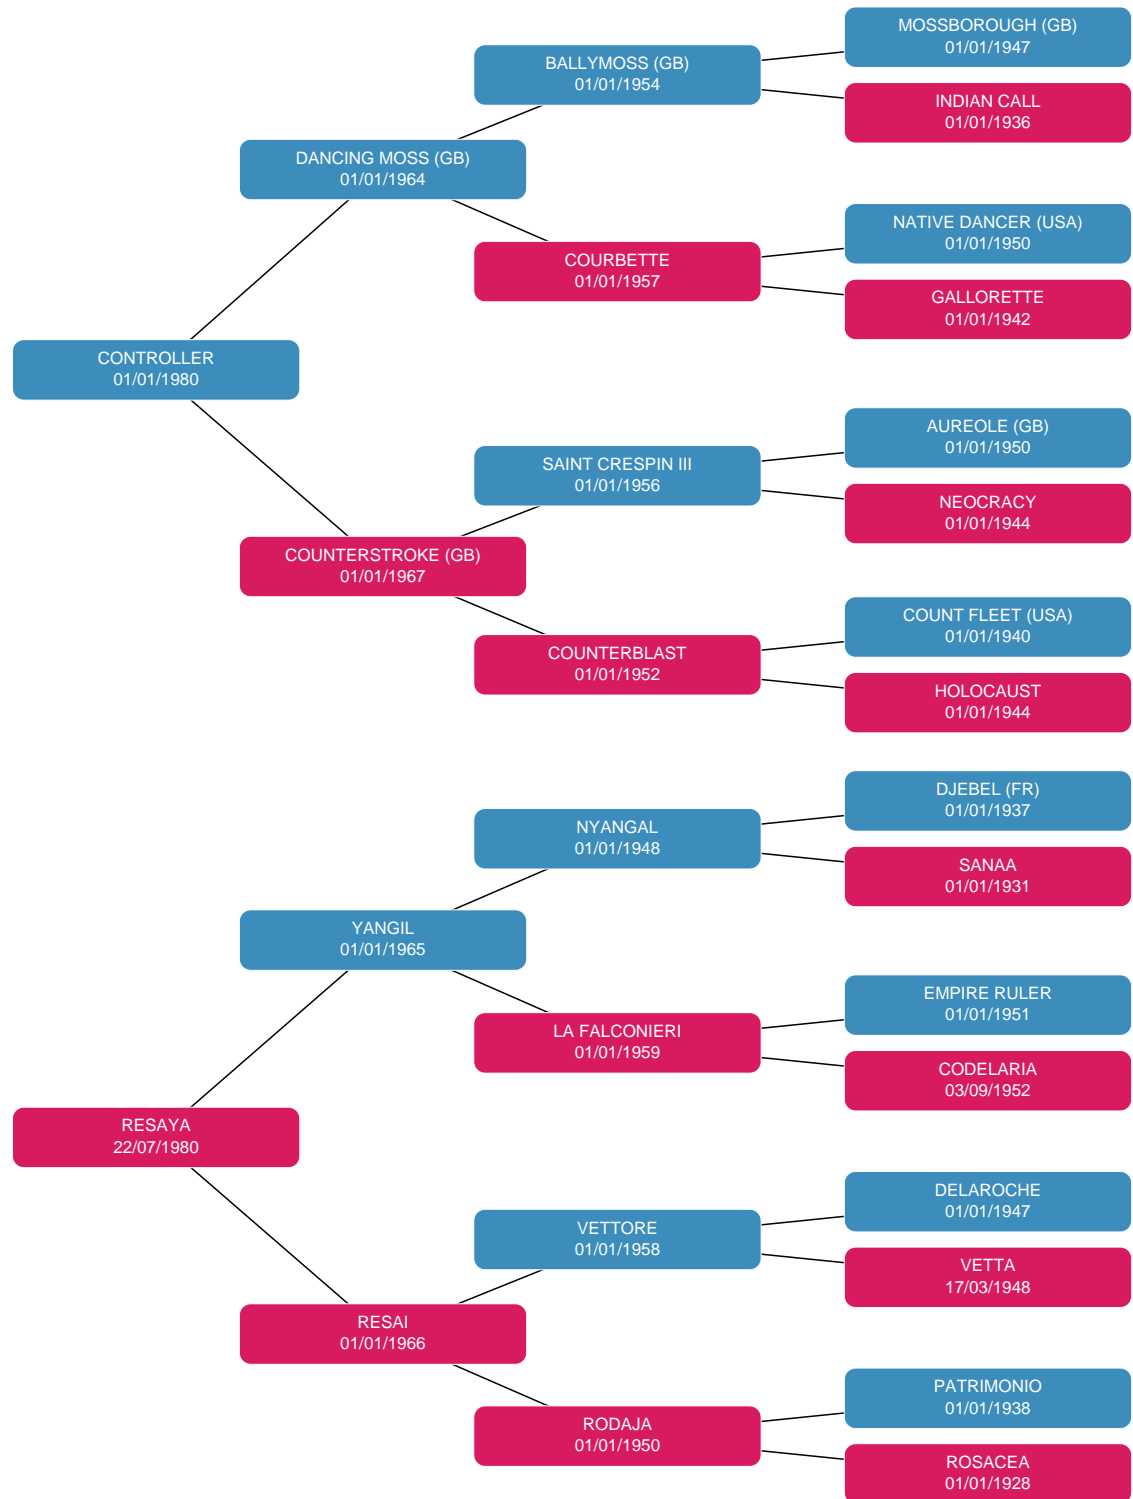 MOSSBOROUGH (GB)
01/01/1947
BALLYMOSS (GB)
01/01/1954
INDIAN CALL
01/01/1936
DANCING MOSS (GB)
01/01/1964
NATIVE DANCER (USA)
01/01/1950
COURBETTE
01/01/1957
GALLORETTE
01/01/1942
CONTROLLER
01/01/1980
AUREOLE (GB)
01/01/1950
SAINT CRESPIN III
01/01/1956
NEOCRACY
01/01/1944
COUNTERSTROKE (GB)
01/01/1967
COUNT FLEET (USA)
01/01/1940
COUNTERBLAST
01/01/1952
HOLOCAUST
01/01/1944
DJEBEL (FR)
01/01/1937
NYANGAL
01/01/1948
SANAA
01/01/1931
YANGIL
01/01/1965
EMPIRE RULER
01/01/1951
LA FALCONIERI
01/01/1959
CODELARIA
03/09/1952
RESAYA
22/07/1980
DELAROCHE
01/01/1947
VETTORE
01/01/1958
VETTA
17/03/1948
RESAI
01/01/1966
PATRIMONIO
01/01/1938
RODAJA
01/01/1950
ROSACEA
01/01/1928